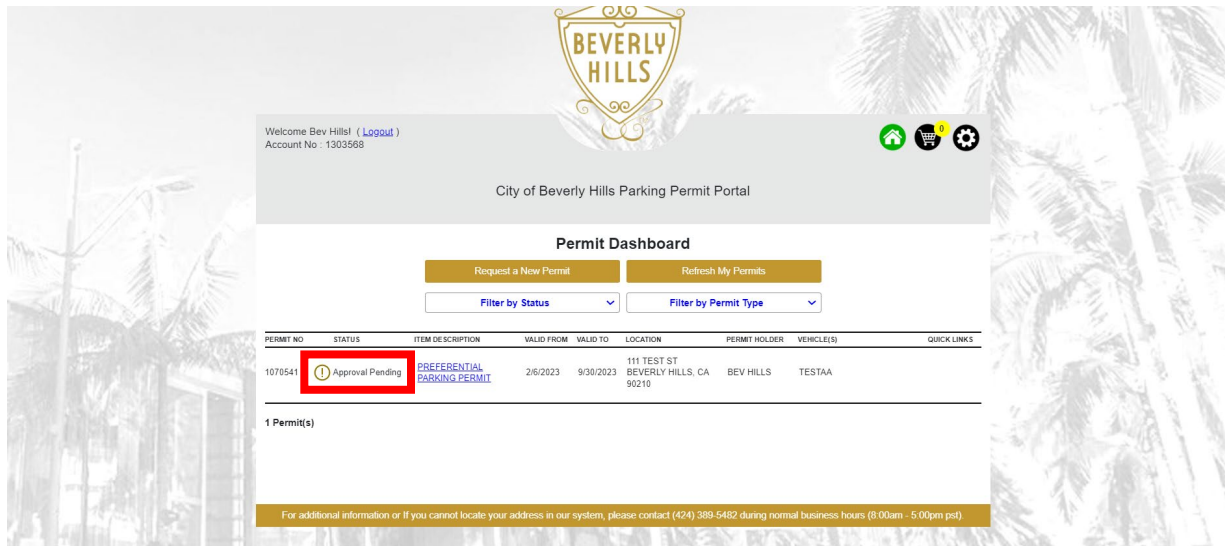 BEVERLY
HILLS
Welcome Bev Hills! ( Logout )
Account No : 1303568
0
City of Beverly Hills Parking Permit Portal
Permit Dashboard
Request a New Permit Refresh My Permits
Filter by Status Filter by Permit Type
PERMIT NO STATUS ITEM DESCRIPTION VALID FROM VALID TO LOCATION PERMIT HOLDER VEHICLE(S) QUICK LINKS
111 TEST ST
1070541 Approval Pending PREFERENTIAL 2/6/2023 9/30/2023 BEVERLY HILLS, CA BEV HILLS TESTAA
PARKING PERMIT 90210
1 Permit(s)
For additional information or If you cannot locate your address in our system, please contact (424) 389-5482 during normal business hours (8:00am - 5:00pm pst).